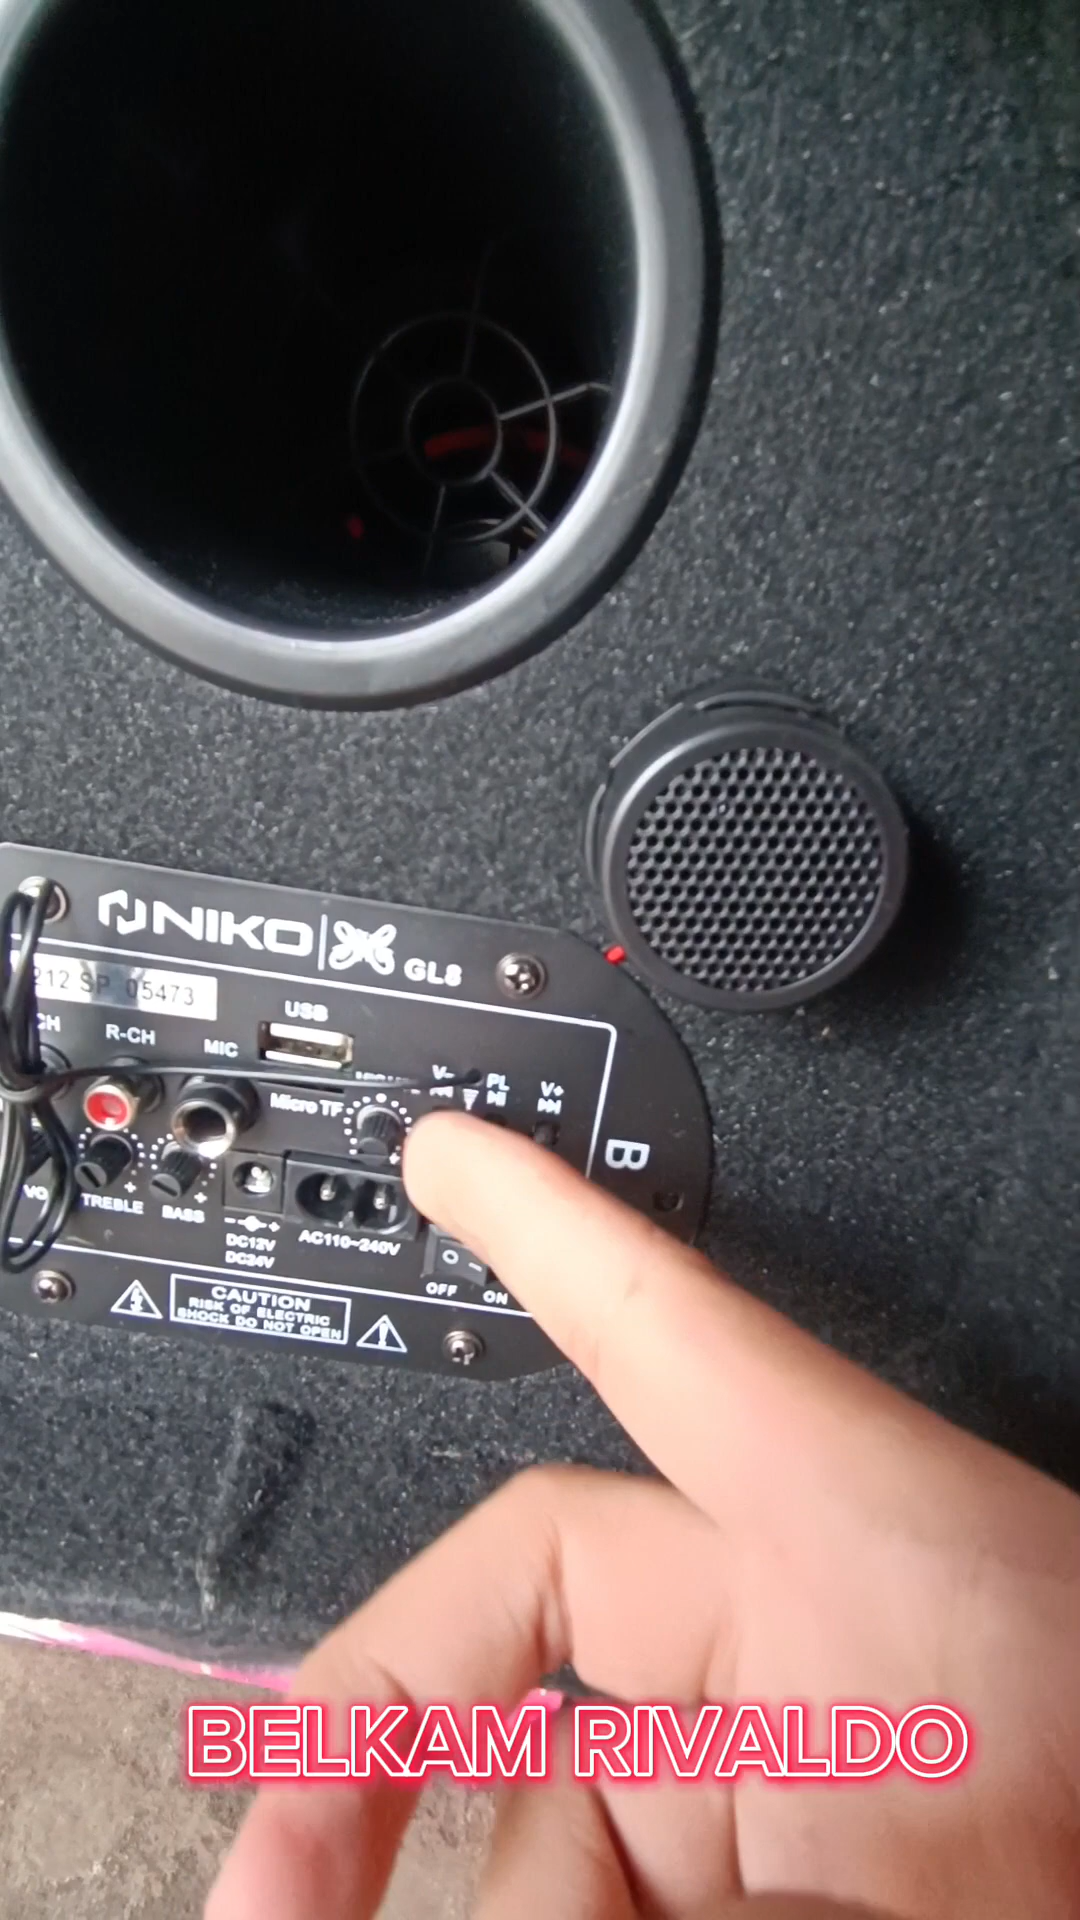 NIKO GL8
212 SP 05473
USB
R-CH
MIC
V-
PL
V+
Micro TF
B
TREBLE
BASS
DC12V
DC24V
AC110~240V
OFF
ON
CAUTION
RISK OF ELECTRIC
SHOCK DO NOT OPEN
BELKAM RIVALDO